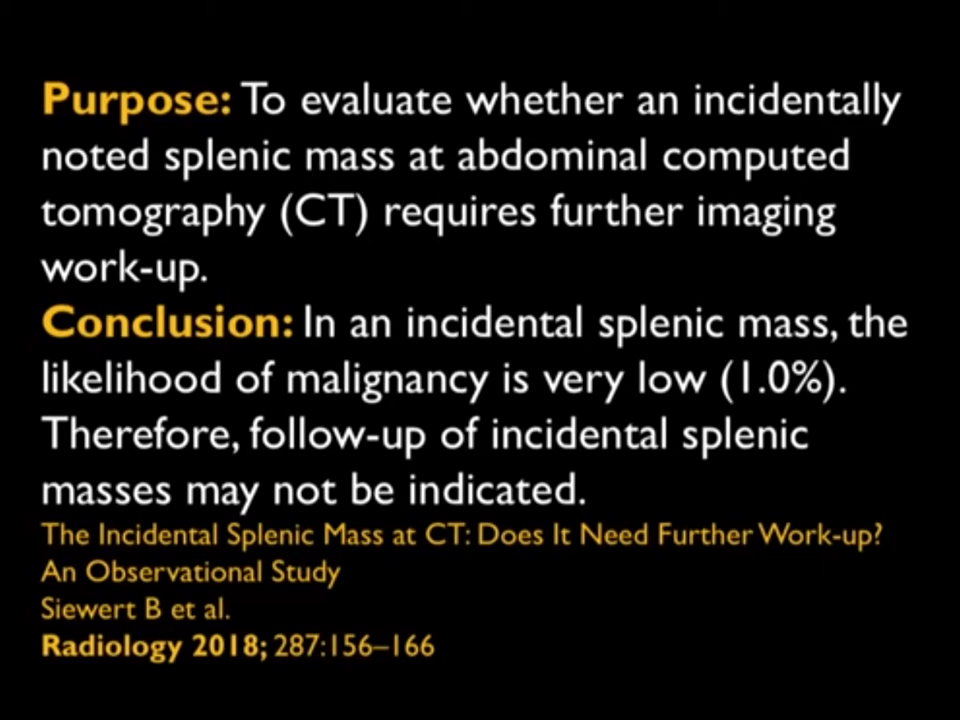 Purpose: To evaluate whether an incidentally
noted splenic mass at abdominal computed
tomography (CT) requires further imaging
work-up.
Conclusion: In an incidental splenic mass, the
likelihood of malignancy is very low (1.0%).
Therefore, follow-up of incidental splenic
masses may not be indicated.
The Incidental Splenic Mass at CT: Does It Need Further Work-up?
An Observational Study
Siewert B et al.
Radiology 2018; 287:156–166